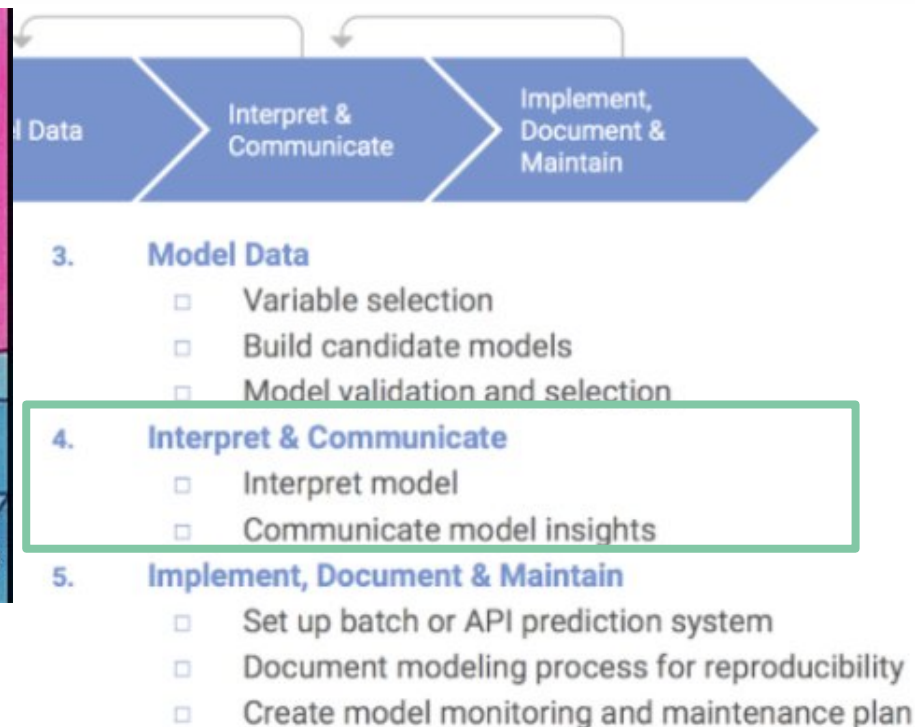 l Data
Interpret &
Communicate
Implement,
Document &
Maintain
3. Model Data
Variable selection
Build candidate models
Model validation and selection
4. Interpret & Communicate
Interpret model
Communicate model insights
5. Implement, Document & Maintain
Set up batch or API prediction system
Document modeling process for reproducibility
Create model monitoring and maintenance plan